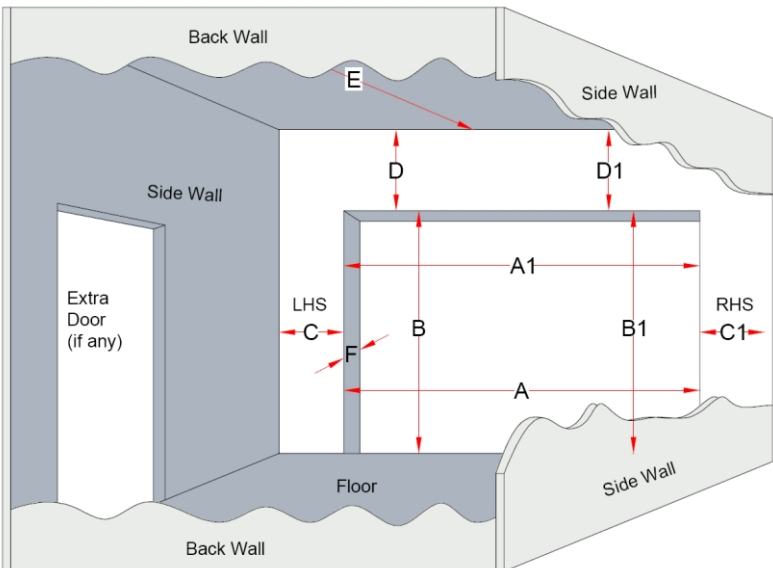 Back Wall
E
Side Wall
D
D1
Side Wall
A1
Extra
Door
(if any)
LHS
C
F
B
B1
RHS
C1
A
Floor
Side Wall
Back Wall